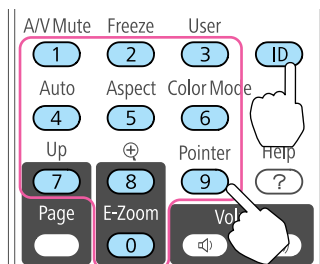 A/V Mute Freeze User
1 2 3 ID
Auto Aspect Color Mode
4 5 6
Up Pointer Help
7 8 9 ?
Page E-Zoom Vol
0